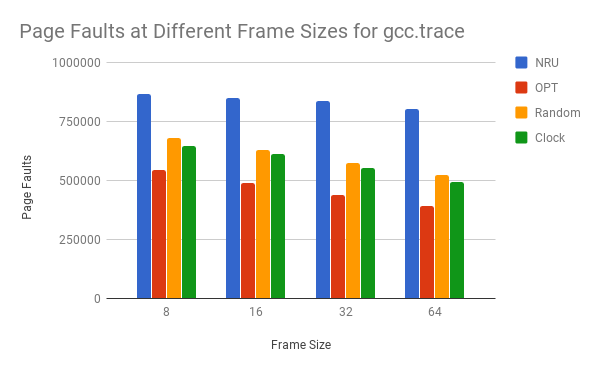 Page Faults at Different Frame Sizes for gcc.trace
1000000
750000
500000
250000
0
Page Faults
8 16 32 64
Frame Size
NRU
OPT
Random
Clock